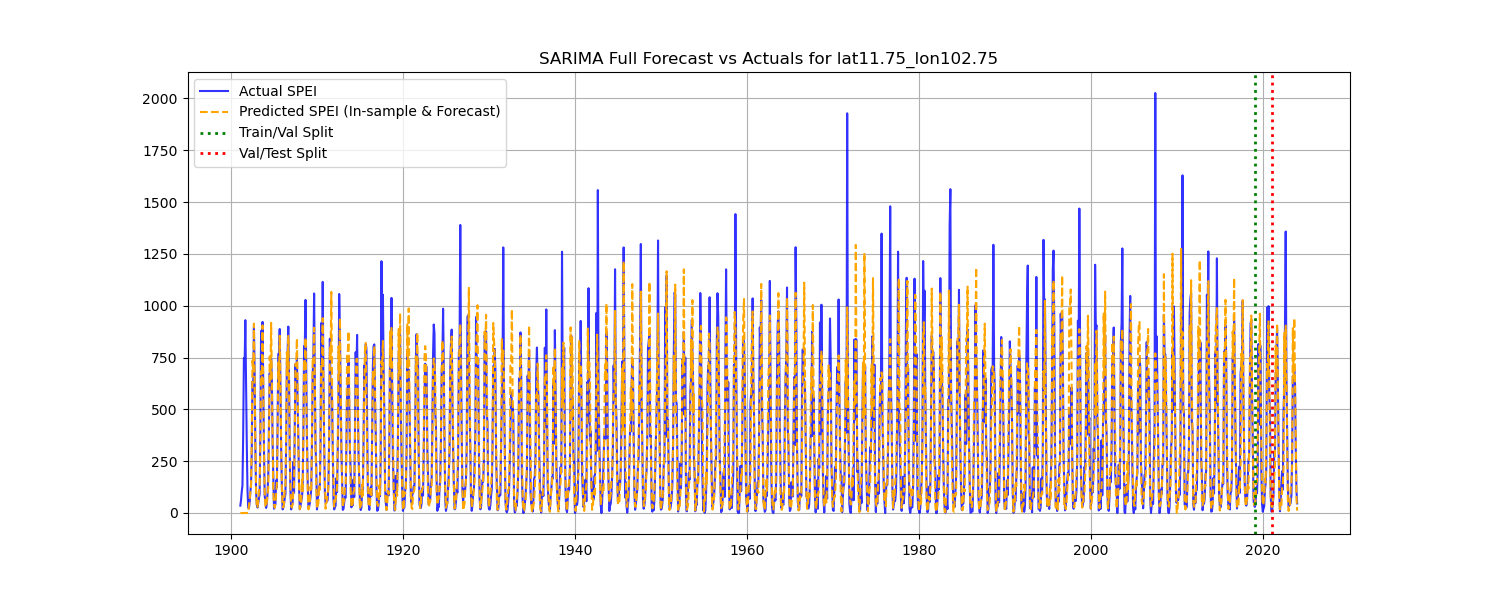 SARIMA Full Forecast vs Actuals for lat11.75_lon102.75
Actual SPEI
Predicted SPEI (In-sample & Forecast)
Train/Val Split
Val/Test Split
2000
1750
1500
1250
1000
750
500
250
0
1900 1920 1940 1960 1980 2000 2020